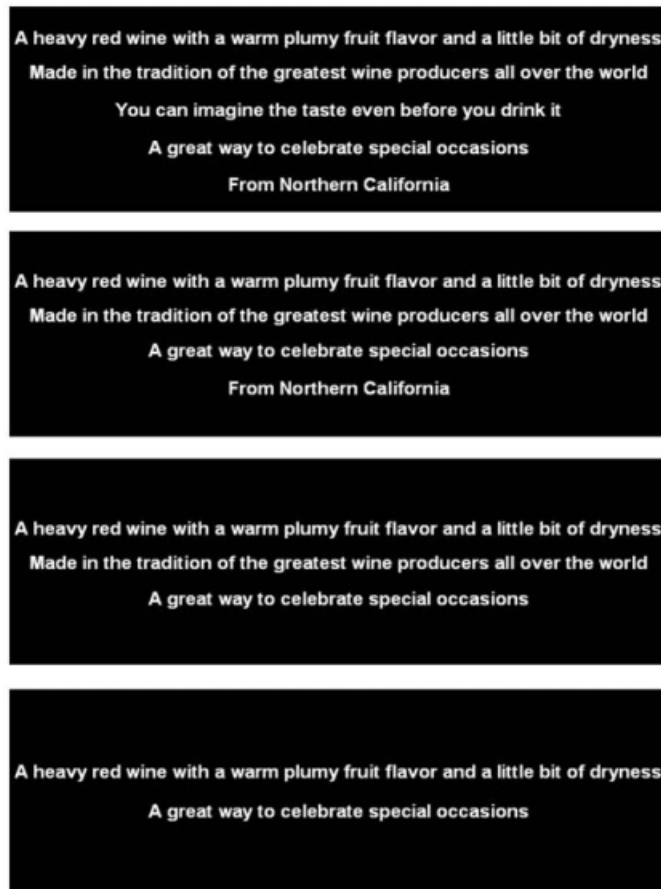 A heavy red wine with a warm plumy fruit flavor and a little bit of dryness
Made in the tradition of the greatest wine producers all over the world
You can imagine the taste even before you drink it
A great way to celebrate special occasions
From Northern California
A heavy red wine with a warm plumy fruit flavor and a little bit of dryness
Made in the tradition of the greatest wine producers all over the world
A great way to celebrate special occasions
From Northern California
A heavy red wine with a warm plumy fruit flavor and a little bit of dryness
Made in the tradition of the greatest wine producers all over the world
A great way to celebrate special occasions
A heavy red wine with a warm plumy fruit flavor and a little bit of dryness
A great way to celebrate special occasions